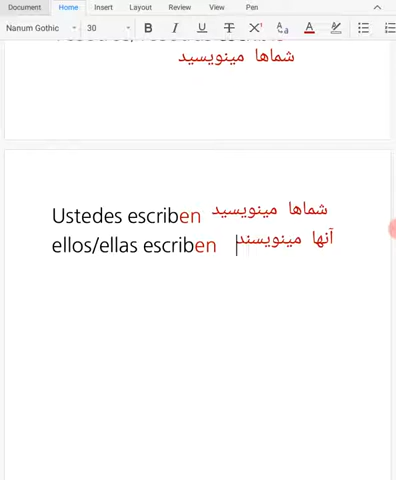 Document Home Insert Layout Review View Pen
Nanum Gothic 30 B I U T X A
شماها مینویسید
Ustedes escriben شماها مینویسید
ellos/ellas escriben آنها مینویسند